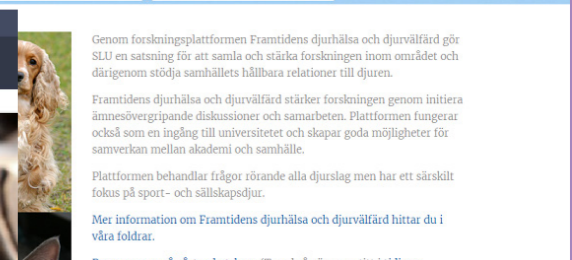 Genom forskningsplattformen Framtidens djurhälsa och djurvälfärd gör
SLU en satsning för att samla och stärka forskningen inom området och
därigenom stödja samhällets hållbara relationer till djuren.
Framtidens djurhälsa och djurvälfärd stärker forskningen genom initiera
ämnesövergripande diskussioner och samarbeten. Plattformen fungerar
också som en ingång till universitetet och skapar goda möjligheter för
samverkan mellan akademi och samhälle.
Plattformen behandlar frågor rörande alla djurslag men har ett särskilt
fokus på sport- och sällskapsdjur.
Mer information om Framtidens djurhälsa och djurvälfärd hittar du i
våra foldrar.